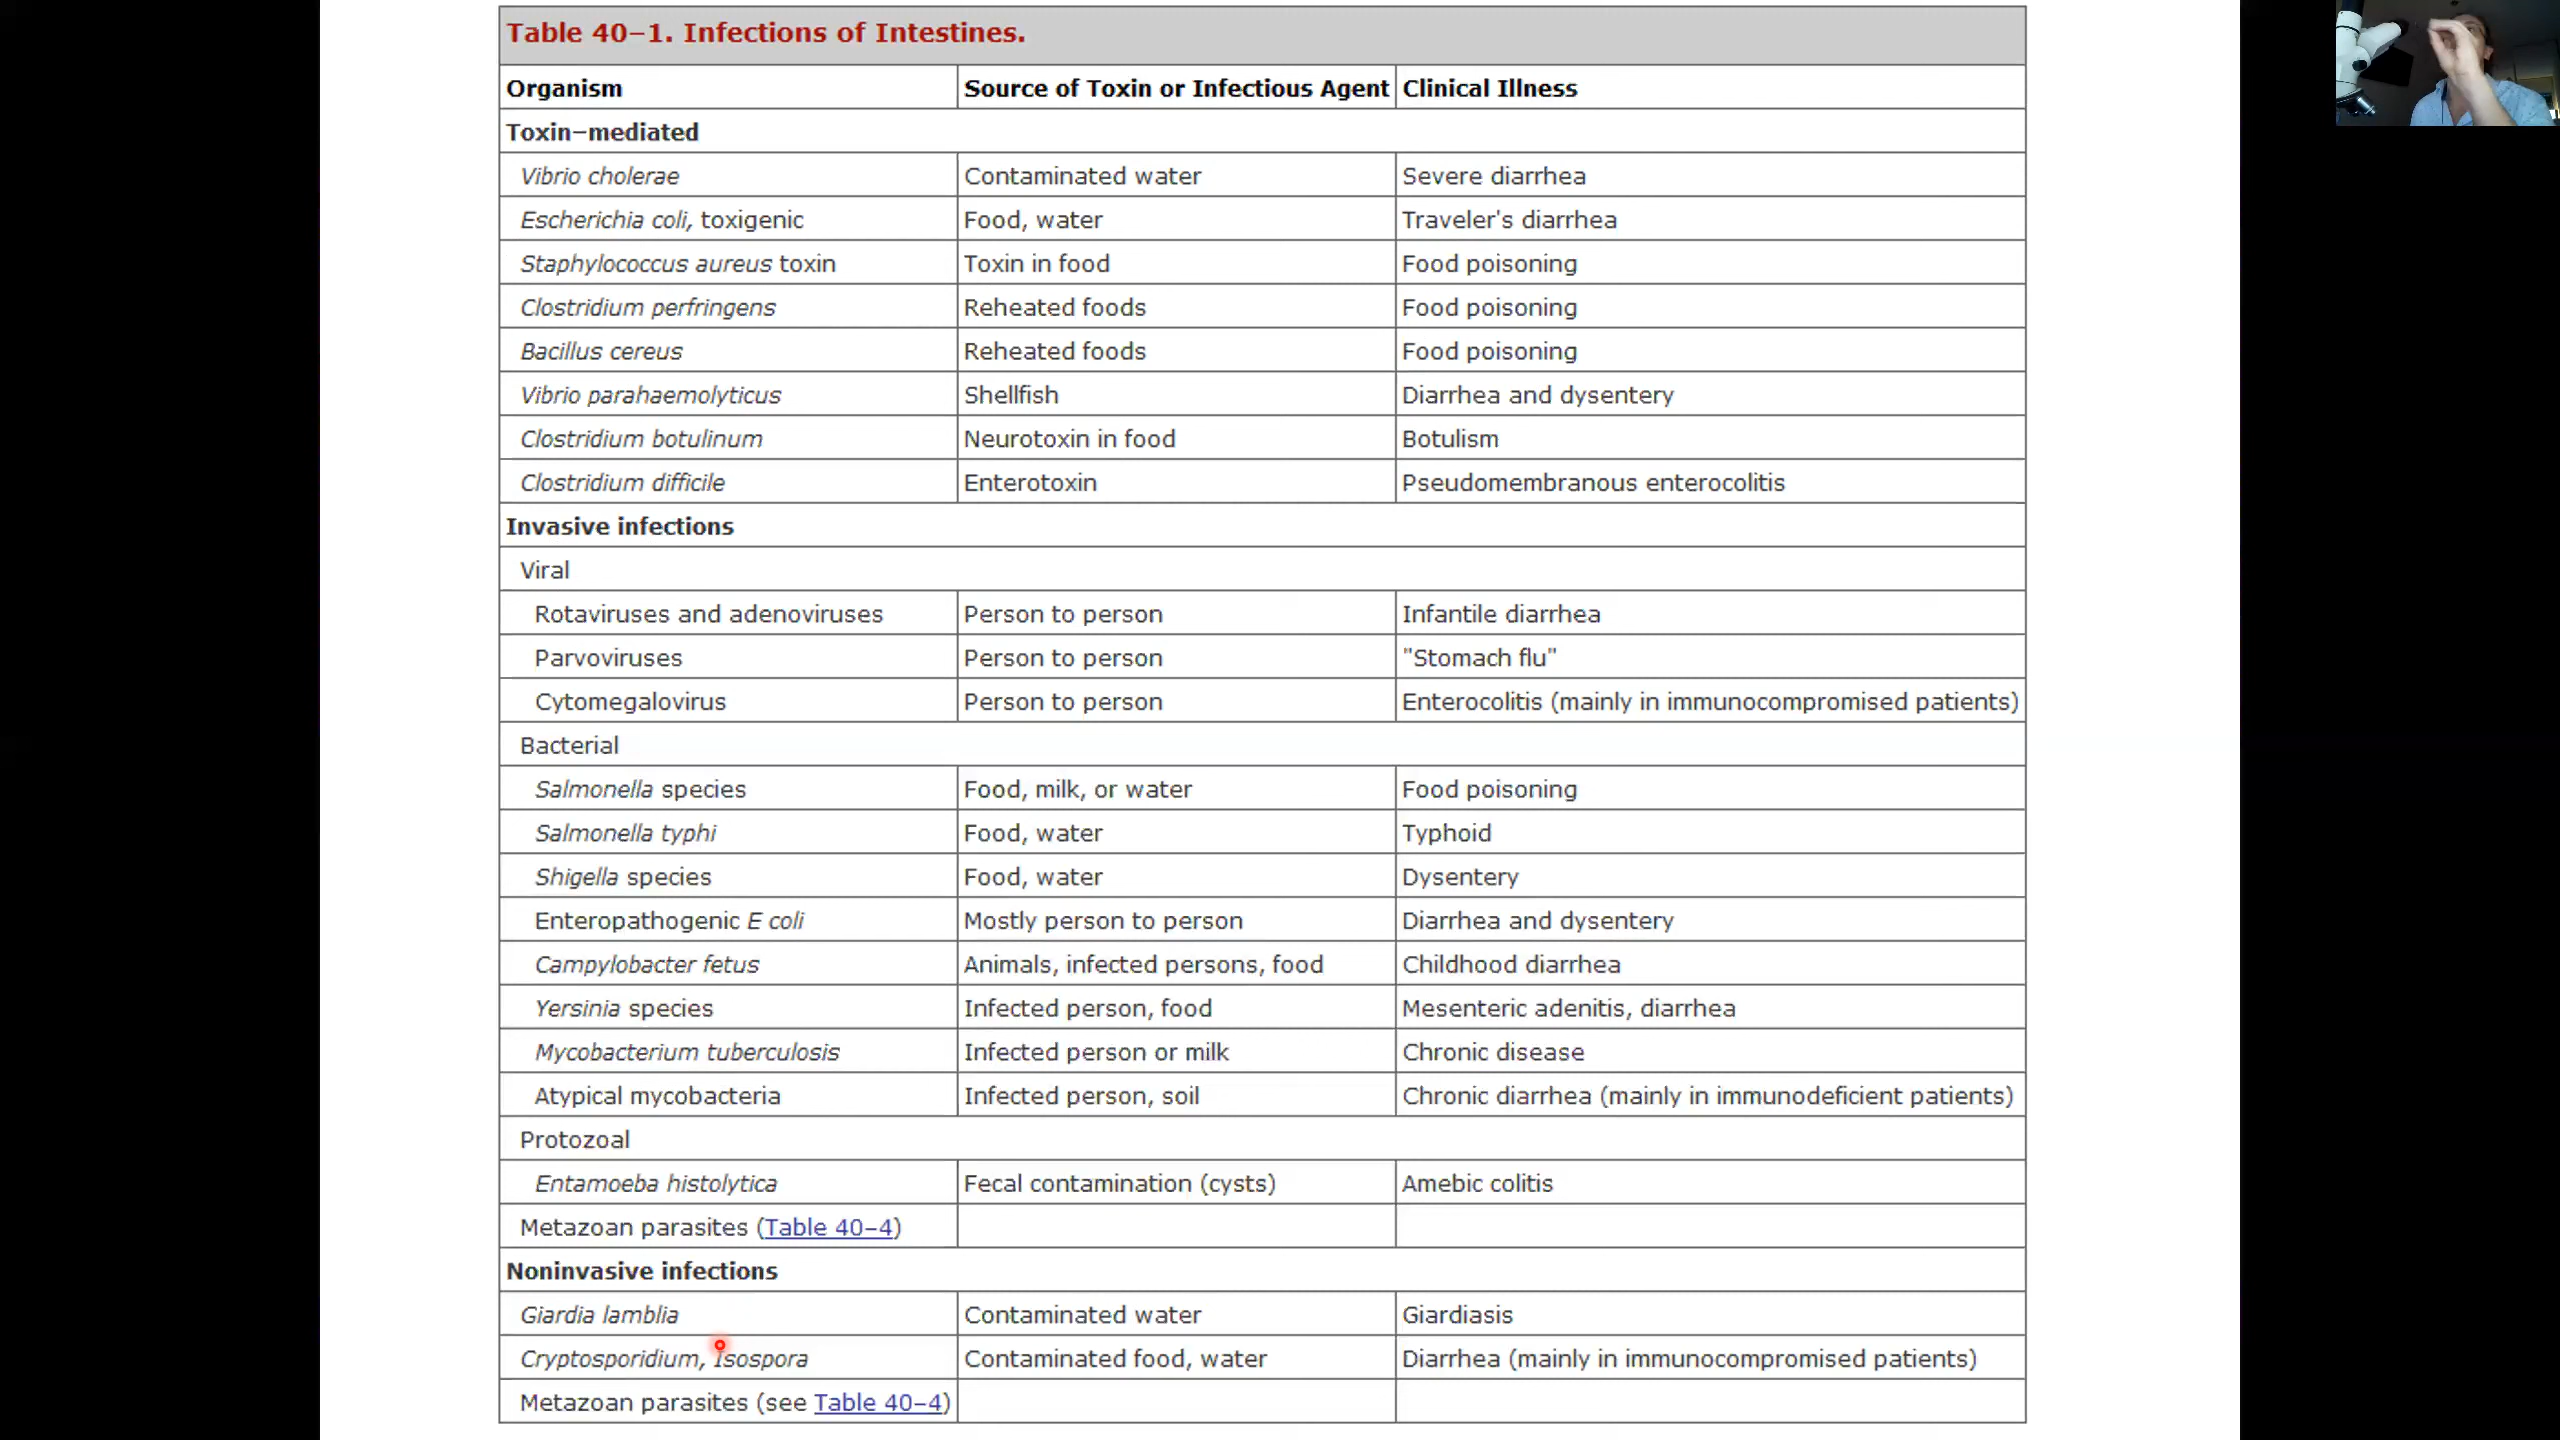 Table 40–1. Infections of Intestines.
Organism Source of Toxin or Infectious Agent Clinical Illness
Toxin–mediated
Vibrio cholerae Contaminated water Severe diarrhea
Escherichia coli, toxigenic Food, water Traveler's diarrhea
Staphylococcus aureus toxin Toxin in food Food poisoning
Clostridium perfringens Reheated foods Food poisoning
Bacillus cereus Reheated foods Food poisoning
Vibrio parahaemolyticus Shellfish Diarrhea and dysentery
Clostridium botulinum Neurotoxin in food Botulism
Clostridium difficile Enterotoxin Pseudomembranous enterocolitis
Invasive infections
Viral
Rotaviruses and adenoviruses Person to person Infantile diarrhea
Parvoviruses Person to person "Stomach flu"
Cytomegalovirus Person to person Enterocolitis (mainly in immunocompromised patients)
Bacterial
Salmonella species Food, milk, or water Food poisoning
Salmonella typhi Food, water Typhoid
Shigella species Food, water Dysentery
Enteropathogenic E coli Mostly person to person Diarrhea and dysentery
Campylobacter fetus Animals, infected persons, food Childhood diarrhea
Yersinia species Infected person, food Mesenteric adenitis, diarrhea
Mycobacterium tuberculosis Infected person or milk Chronic disease
Atypical mycobacteria Infected person, soil Chronic diarrhea (mainly in immunodeficient patients)
Protozoal
Entamoeba histolytica Fecal contamination (cysts) Amebic colitis
Metazoan parasites (Table 40–4)
Noninvasive infections
Giardia lamblia Contaminated water Giardiasis
Cryptosporidium, Isospora Contaminated food, water Diarrhea (mainly in immunocompromised patients)
Metazoan parasites (see Table 40–4)